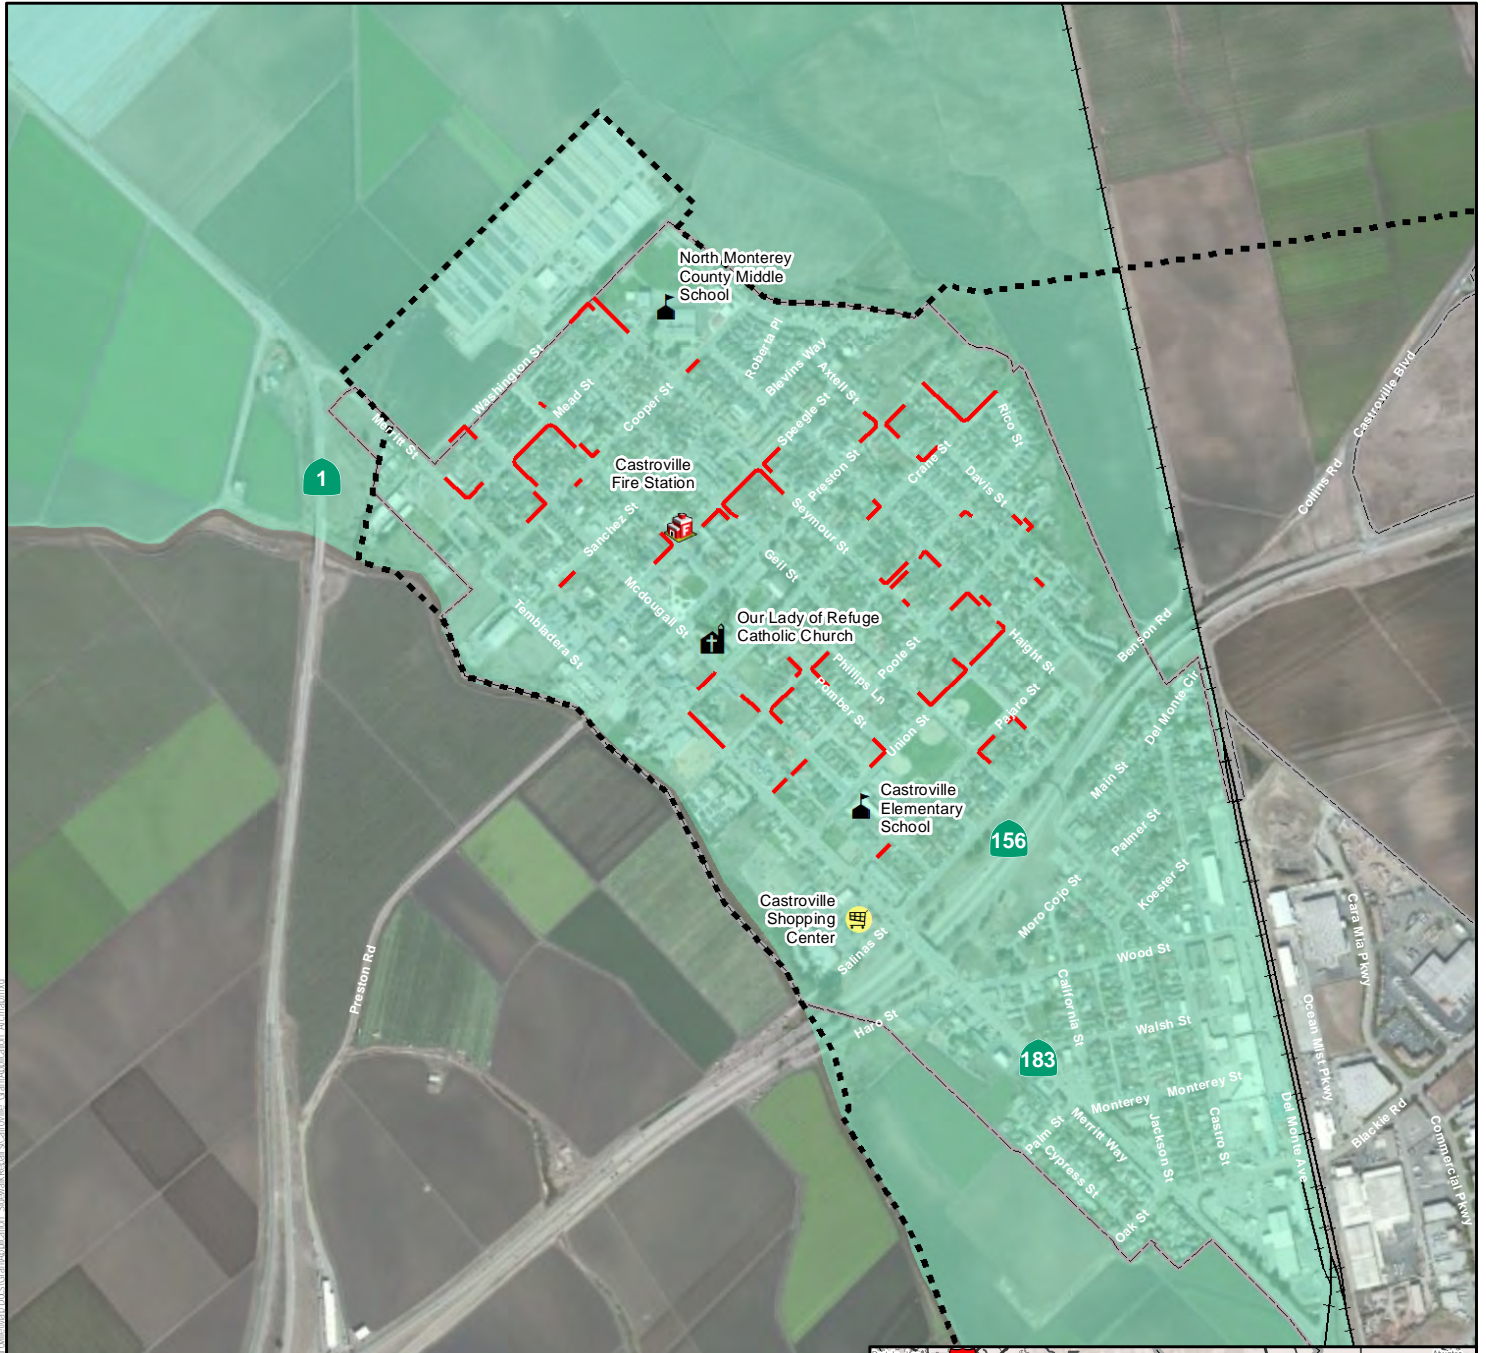 North Monterey
County Middle
School
Roberta Pl
Blevins Way
Axtell St
Washington St
Mead St
Cooper St
Speegle St
Rico St
Castroville Blvd
Merritt St
Preston St
Crane St
Davis St
Collins Rd
1
Castroville
Fire Station
Sanchez St
Seymour St
Geil St
Mcdougall St
Tembladera St
Our Lady of Refuge
Catholic Church
Phillips Ln
Poole St
Pomber St
Haight St
Benson Rd
Pajaro St
Union St
Del Monte Cir
Main St
Castroville
Elementary
School
156
Palmer St
Koester St
Moro Cojo St
Castroville
Shopping
Center
Salinas St
Wood St
Cara Mia Pkwy
Preston Rd
Haro St
California St
Walsh St
Ocean Mist Pkwy
183
Monterey
Monterey St
Palm St
Merritt Way
Jackson St
Castro St
Del Monte Ave
Blackie Rd
Commercial Pkwy
Cypress St
Oak St